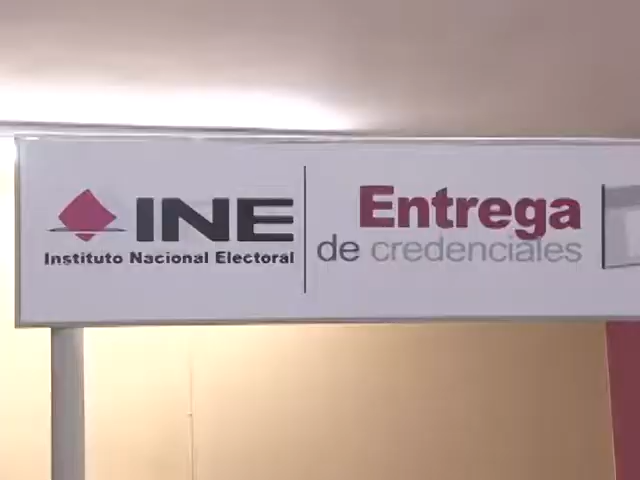 INE
Instituto Nacional Electoral
Entrega
de credenciales